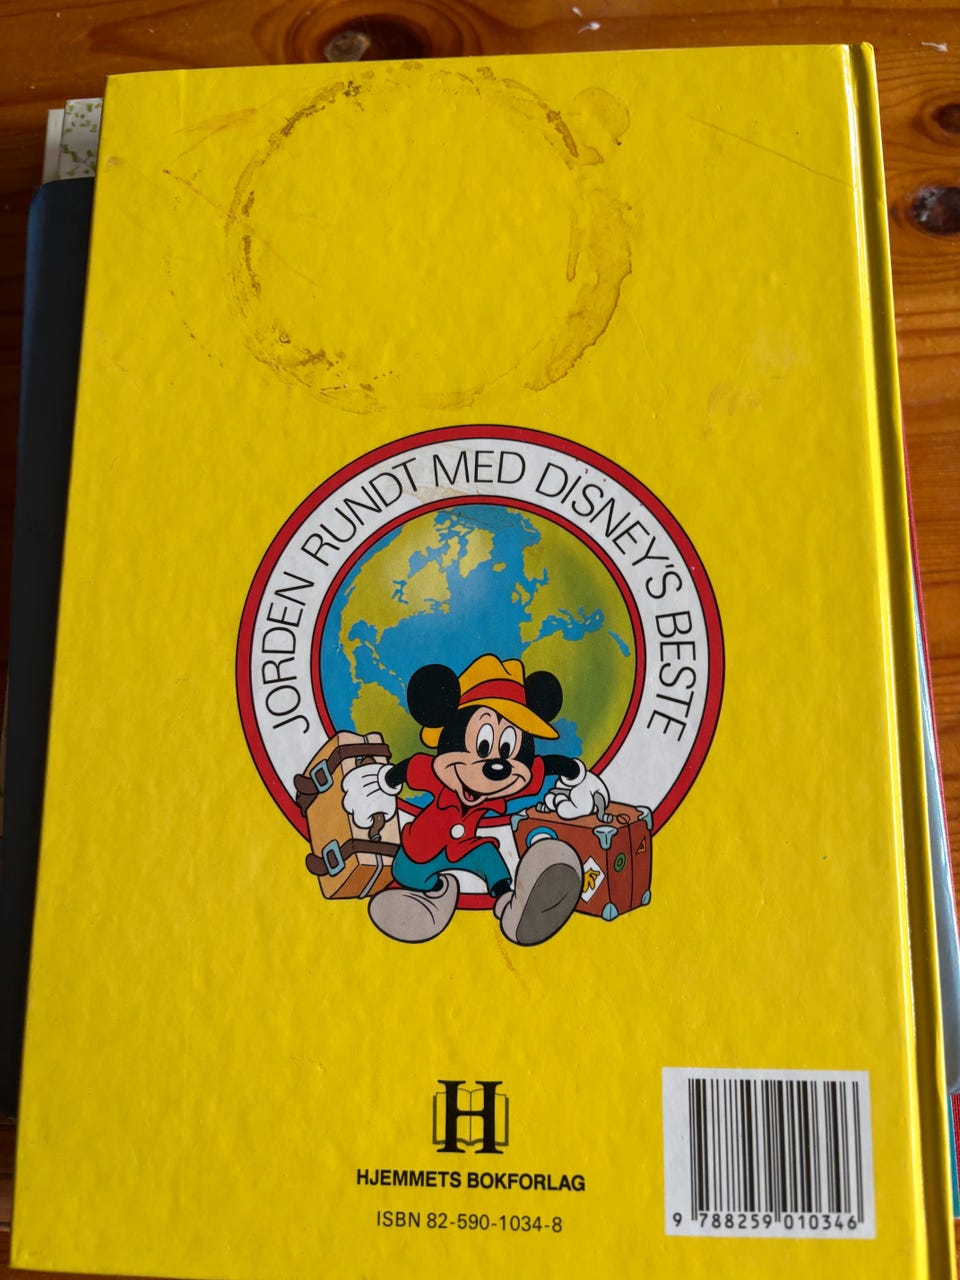 JORDEN RUNDT MED DISNEY'S BESTE
H
HJEMMETS BOKFORLAG
ISBN 82-590-1034-8
9 788259 010346